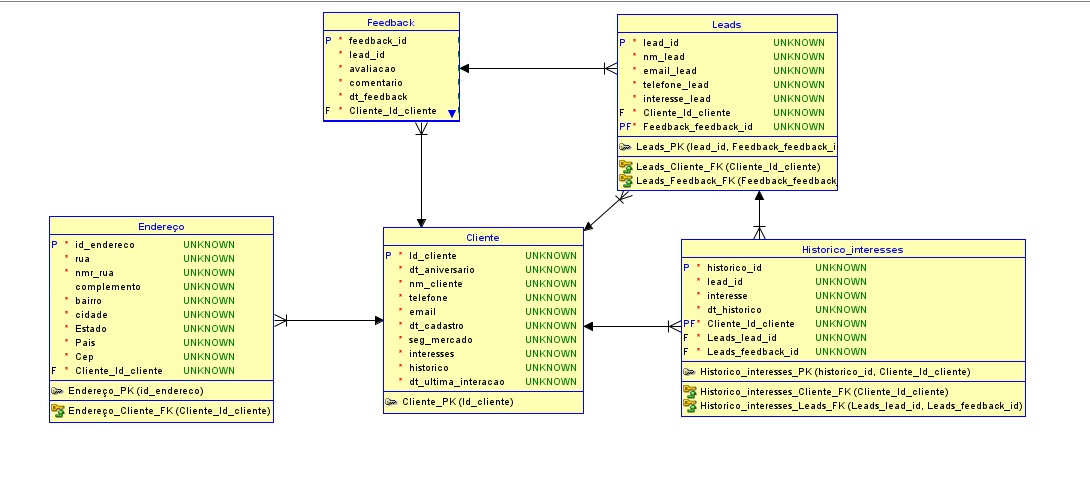 Feedback
P * feedback_id
* lead_id
* avaliacao
* comentario
* dt_feedback
F * Cliente_Id_cliente
Leads
P * lead_id UNKNOWN
* nm_lead UNKNOWN
* email_lead UNKNOWN
* telefone_lead UNKNOWN
* interesse_lead UNKNOWN
F * Cliente_Id_cliente UNKNOWN
PF* Feedback_feedback_id UNKNOWN
Leads_PK (lead_id, Feedback_feedback_i
Leads_Cliente_FK (Cliente_Id_cliente)
Leads_Feedback_FK (Feedback_feedback
Endereço
P * id_endereco UNKNOWN
* rua UNKNOWN
* nmr_rua UNKNOWN
complemento UNKNOWN
* bairro UNKNOWN
* cidade UNKNOWN
* Estado UNKNOWN
* Pais UNKNOWN
* Cep UNKNOWN
F * Cliente_Id_cliente UNKNOWN
Endereço_PK (id_endereco)
Endereço_Cliente_FK (Cliente_Id_cliente)
Cliente
P * Id_cliente UNKNOWN
* dt_aniversario UNKNOWN
* nm_cliente UNKNOWN
* telefone UNKNOWN
* email UNKNOWN
* dt_cadastro UNKNOWN
* seg_mercado UNKNOWN
* interesses UNKNOWN
* historico UNKNOWN
* dt_ultima_interacao UNKNOWN
Cliente_PK (Id_cliente)
Historico_interesses
P * historico_id UNKNOWN
* lead_id UNKNOWN
* interesse UNKNOWN
* dt_historico UNKNOWN
PF* Cliente_Id_cliente UNKNOWN
F * Leads_lead_id UNKNOWN
F * Leads_feedback_id UNKNOWN
Historico_interesses_PK (historico_id, Cliente_Id_cliente)
Historico_interesses_Cliente_FK (Cliente_Id_cliente)
Historico_interesses_Leads_FK (Leads_lead_id, Leads_feedback_id)